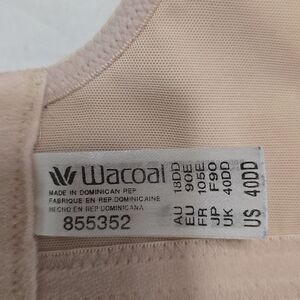 Wacoal
MADE IN DOMINICAN REP
FABRIQUE EN REP.DOMINICAINE
HECHO EN REP.DOMINICANA
855352
AU 18DD
EU 90E
FR 105E
JP F90
UK 40DD
US 40DD